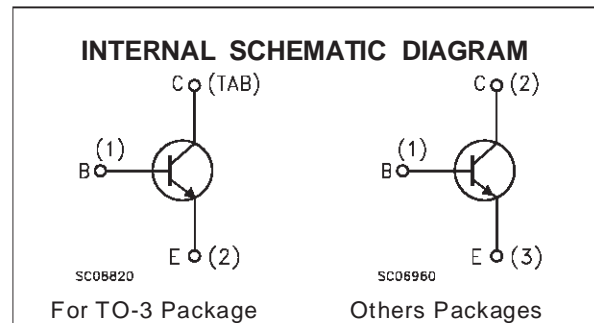 INTERNAL SCHEMATIC DIAGRAM
C (TAB)
C (2)
(1)
B
(1)
B
E (2)
E (3)
SC06820
SC06960
For TO-3 Package
Others Packages